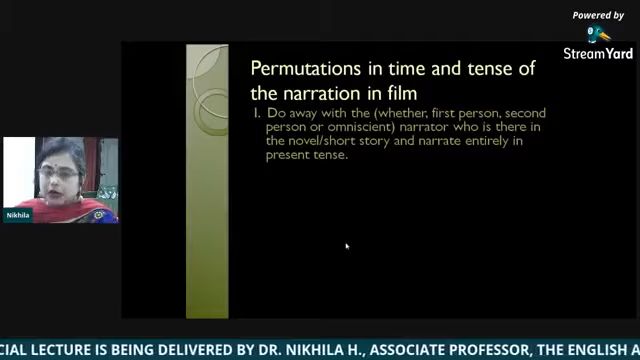 Powered by
StreamYard
Permutations in time and tense of
the narration in film
1. Do away with the (whether, first person, second
person or omniscient) narrator who is there in
the novel/short story and narrate entirely in
present tense.
Nikhila
CIAL LECTURE IS BEING DELIVERED BY DR. NIKHILA H., ASSOCIATE PROFESSOR, THE ENGLISH A